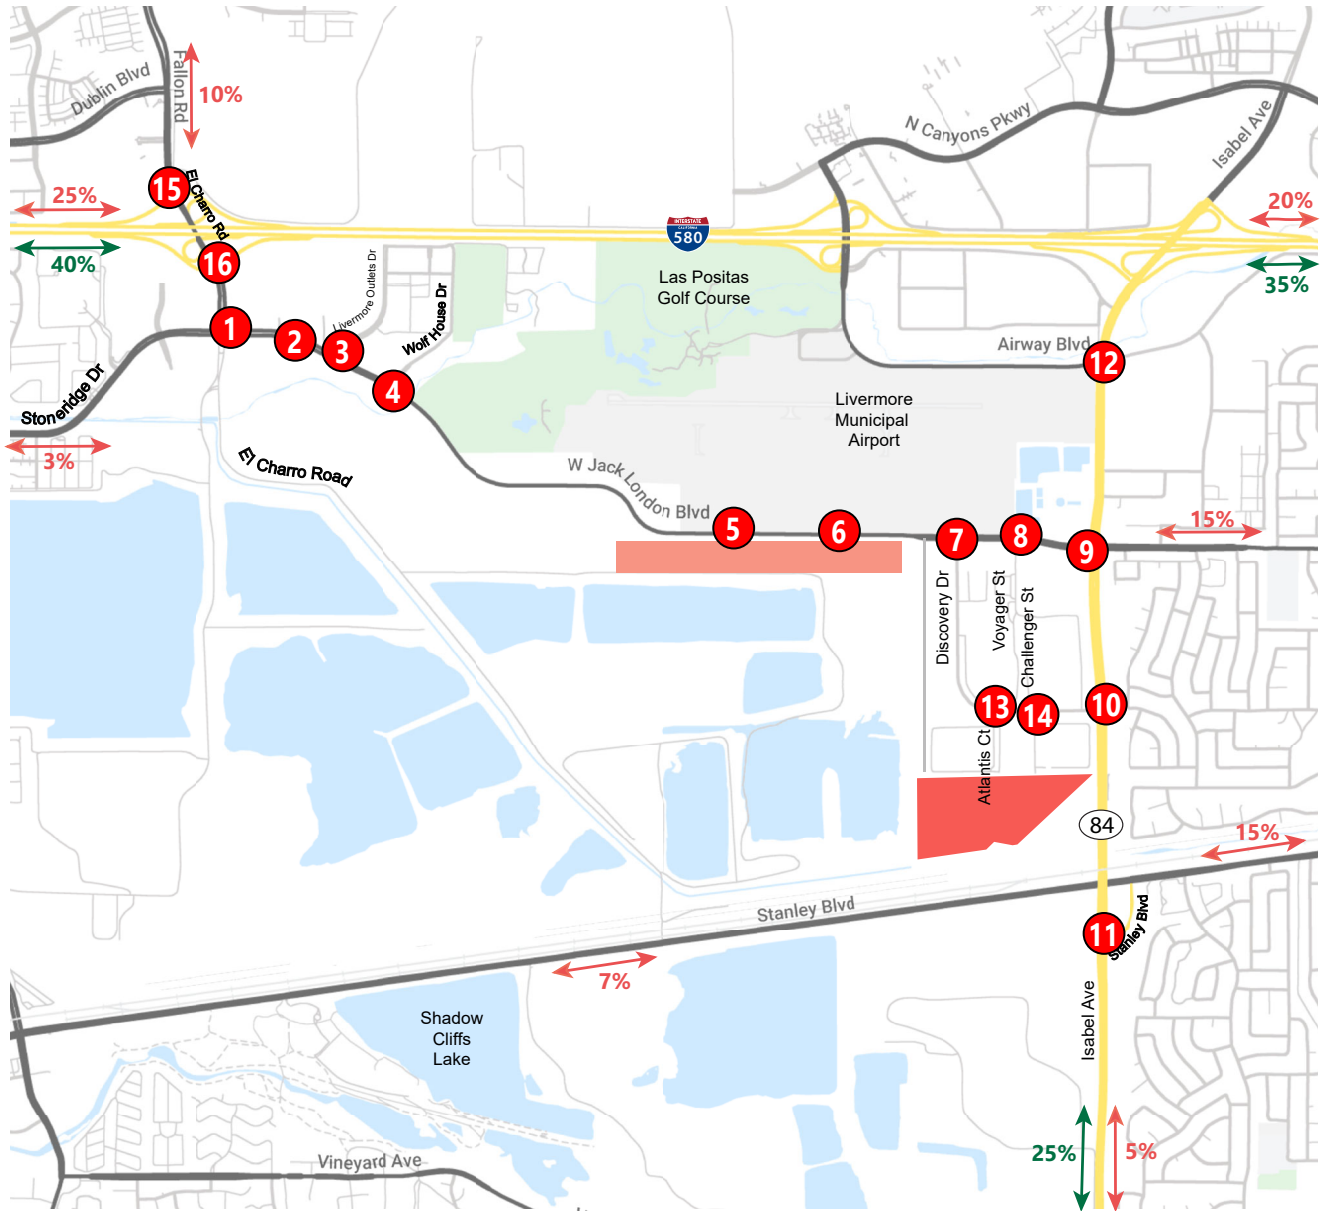 Dublin Blvd
Fallon Rd
10%
N Canyons Pkwy
Isabel Ave
15
El Charro Rd
25%
20%
INTERSTATE
CALIFORNIA
580
40%
35%
16
Las Positas
Golf Course
Livermore Outlets Dr
Wolf House Dr
1
2
3
4
Airway Blvd
12
Stoneridge Dr
3%
Livermore
Municipal
Airport
El Charro Road
W Jack London Blvd
5
6
7
8
9
15%
Discovery Dr
Voyager St
Challenger St
13
14
10
Atlantis Ct
84
15%
Stanley Blvd
11
Stanley Blvd
7%
Isabel Ave
Shadow
Cliffs
Lake
25%
5%
Vineyard Ave